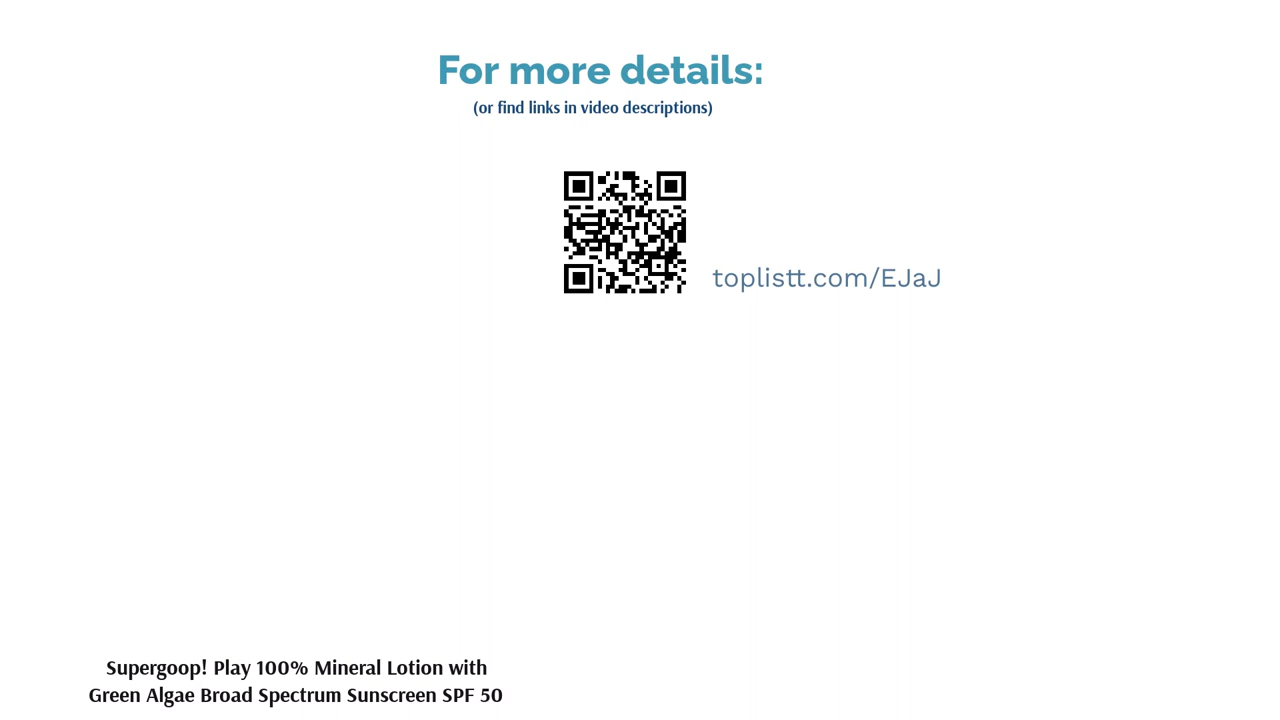 For more details:
(or find links in video descriptions)
toplistt.com/EJaJ
Supergoop! Play 100% Mineral Lotion with
Green Algae Broad Spectrum Sunscreen SPF 50